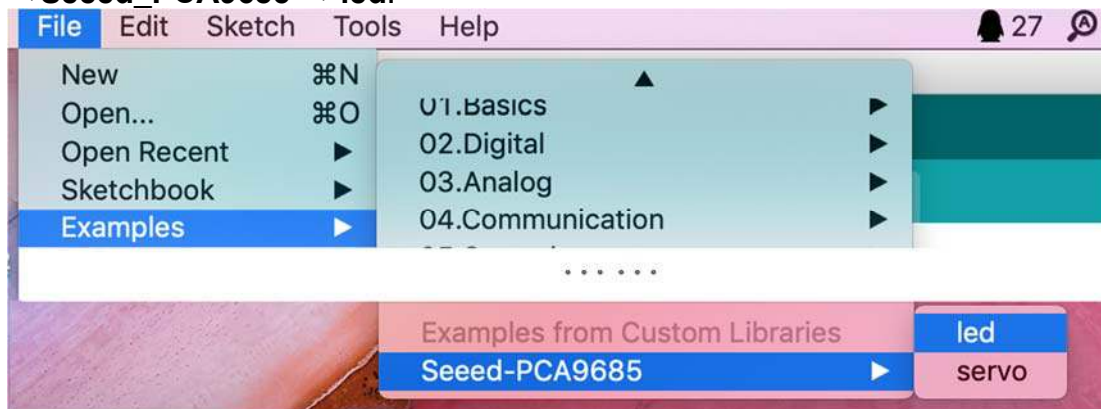 File Edit Sketch Tools Help 27
New ⌘N
Open... ⌘O
Open Recent
Sketchbook
Examples
01.Basics
02.Digital
03.Analog
04.Communication
......
Examples from Custom Libraries
Seeed-PCA9685
led
servo